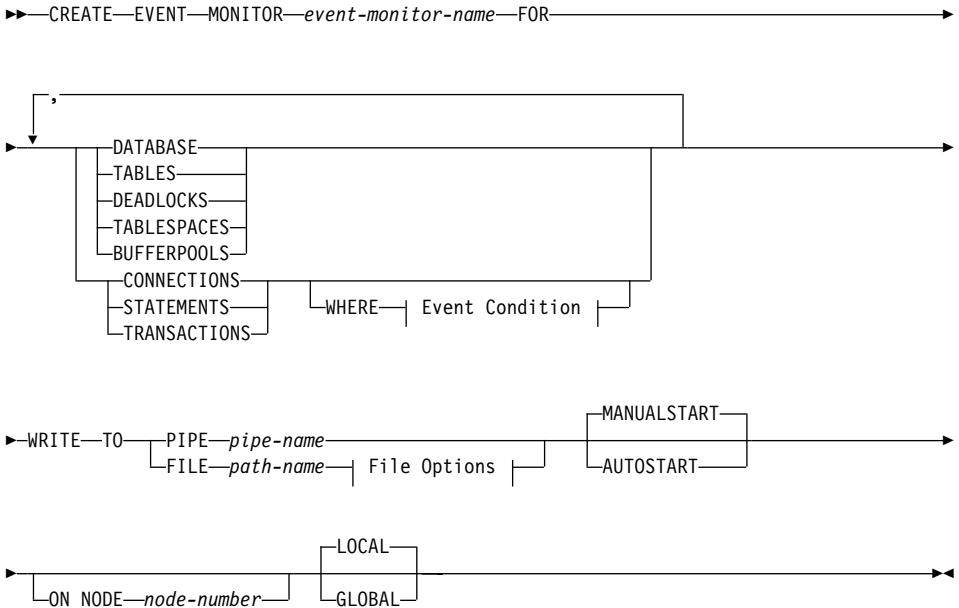 CREATE EVENT MONITOR event-monitor-name FOR
,
DATABASE
TABLES
DEADLOCKS
TABLESPACES
BUFFERPOOLS
CONNECTIONS
STATEMENTS
TRANSACTIONS
WHERE Event Condition
MANUALSTART
WRITE TO PIPE pipe-name
FILE path-name File Options
AUTOSTART
LOCAL
ON NODE node-number
GLOBAL